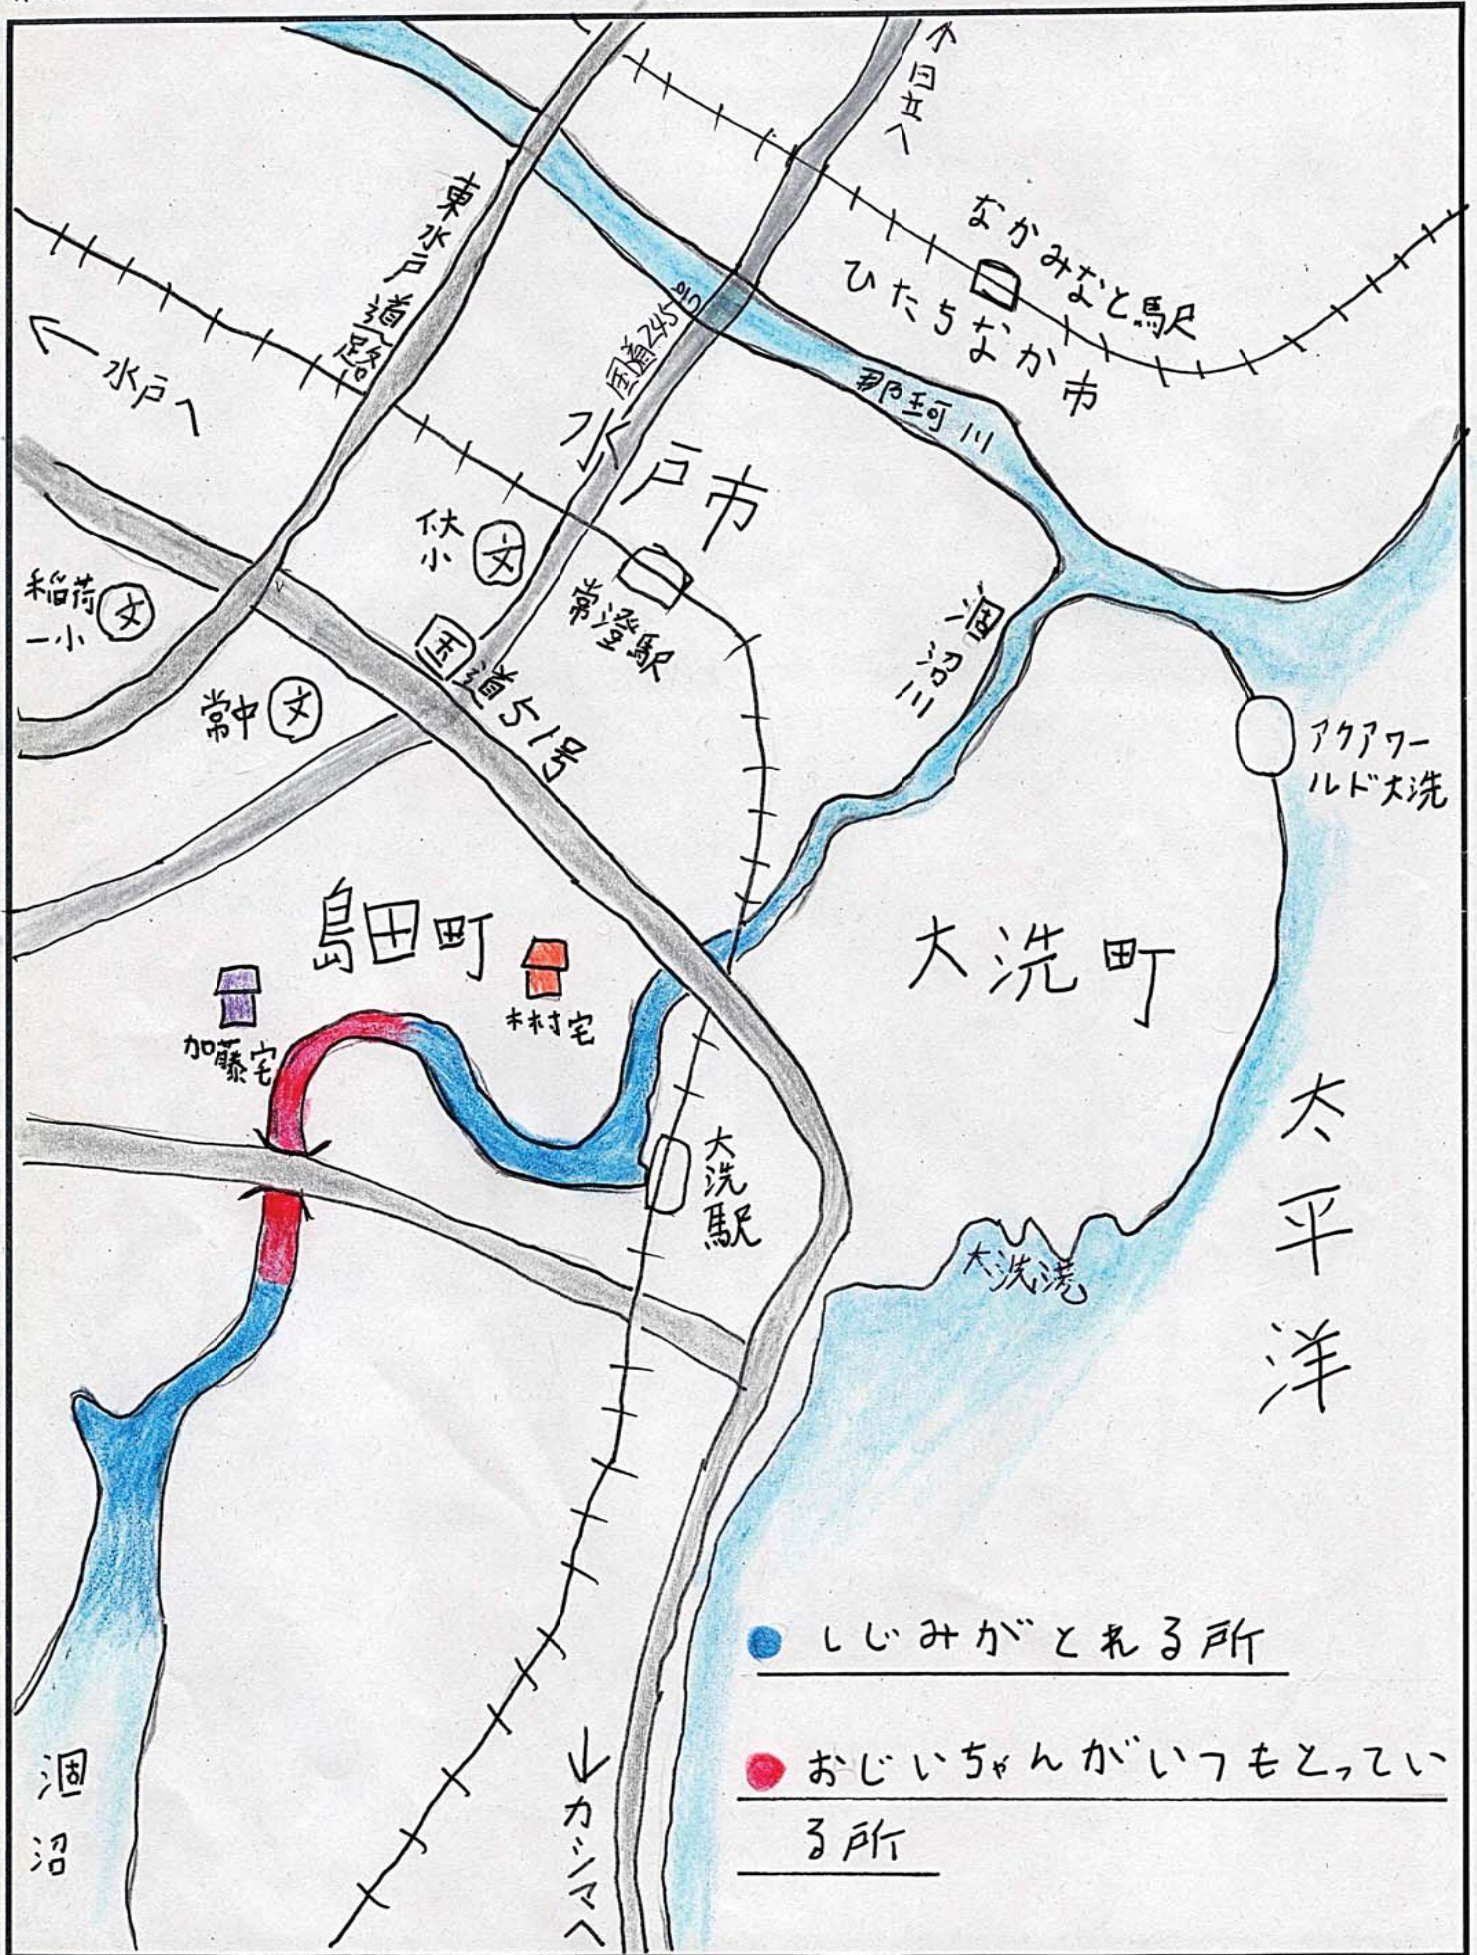 ↑日立へ
東水戸道路
なかみなと駅
ひたちなか市
国道245号
←水戸へ
那珂川
水戸市
大小
稲荷
一小
常澄駅
涸沼川
国道51号
常中
アクアワー
ルド大洗
島田町
大洗町
木村宅
加藤宅
大洗駅
太平洋
大洗港
しじみがとれる所
おじいちゃんがいつもとってい
る所
涸沼
↓カシマへ
文
文
文